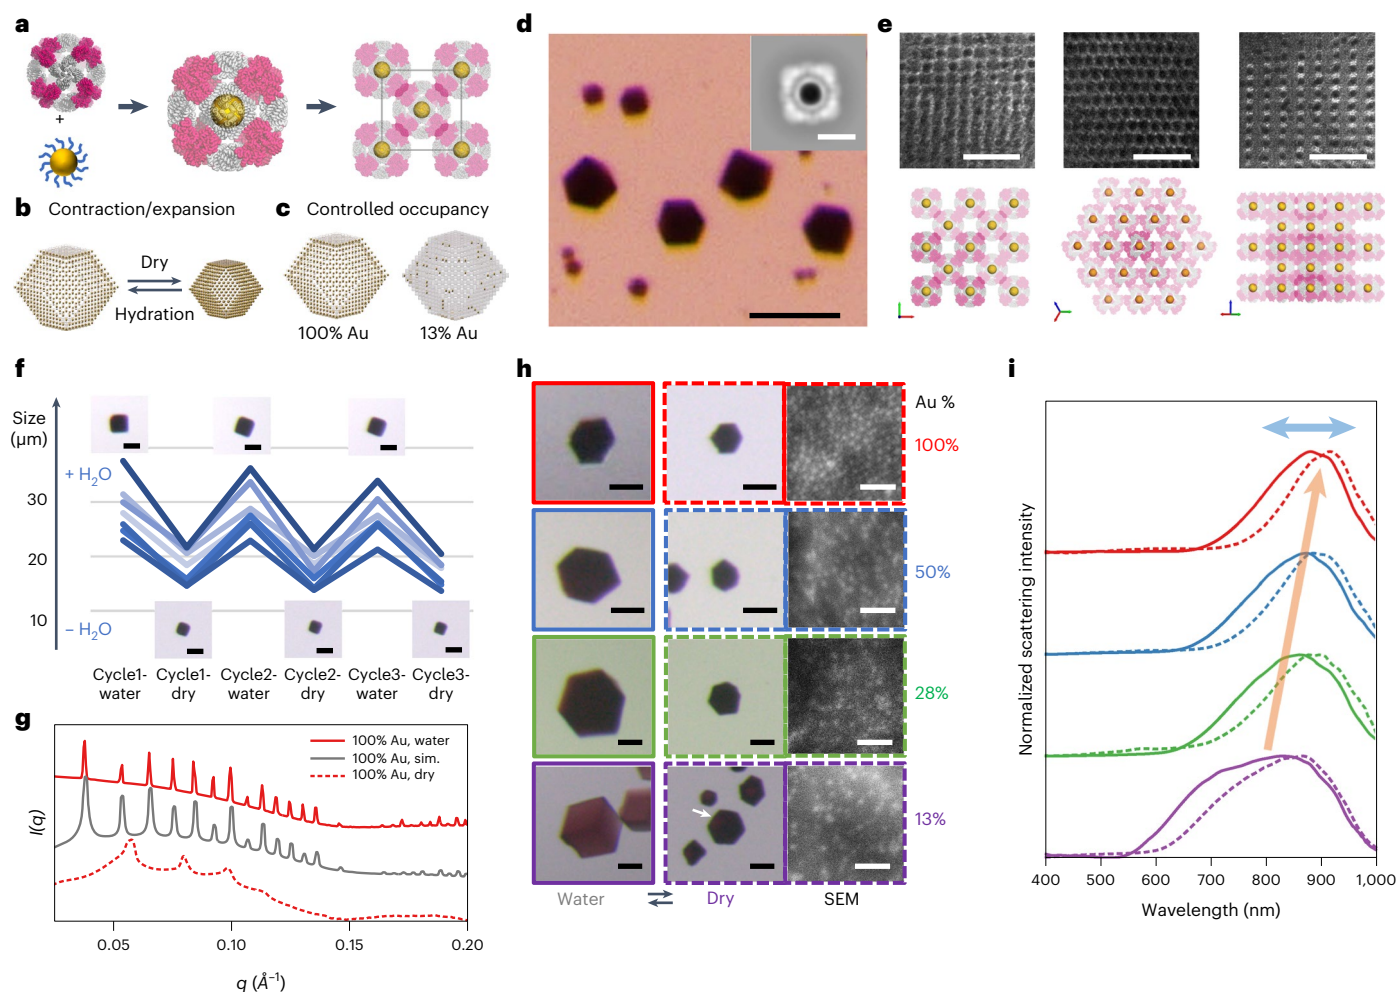 a
+
b Contraction/expansion
Dry
Hydration
c Controlled occupancy
100% Au
13% Au
d
e
f
Size
(µm)
+ H₂O
30
20
10
− H₂O
Cycle1-
water
Cycle1-
dry
Cycle2-
water
Cycle2-
dry
Cycle3-
water
Cycle3-
dry
g
100% Au, water
100% Au, sim.
100% Au, dry
I(q)
0.05 0.10 0.15 0.20
q (Å⁻¹)
h
Au %
100%
50%
28%
13%
Water Dry SEM
i
Normalized scattering intensity
400 500 600 700 800 900 1,000
Wavelength (nm)